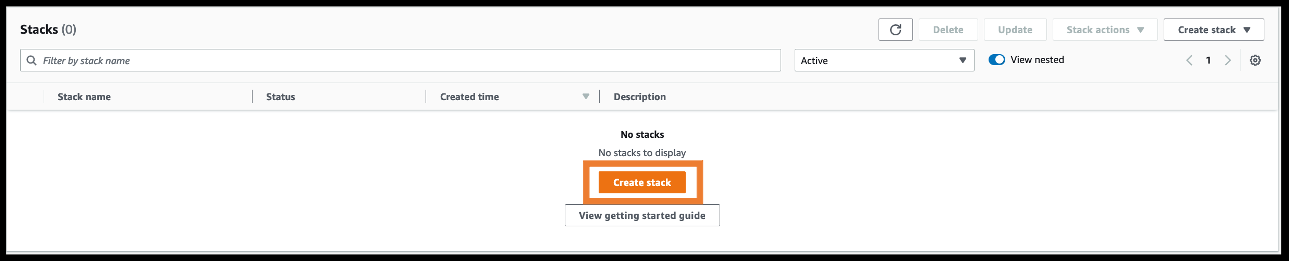 Stacks (0)
Delete
Update
Stack actions
Create stack
Filter by stack name
Active
View nested
1
Stack name
Status
Created time
Description
No stacks
No stacks to display
Create stack
View getting started guide